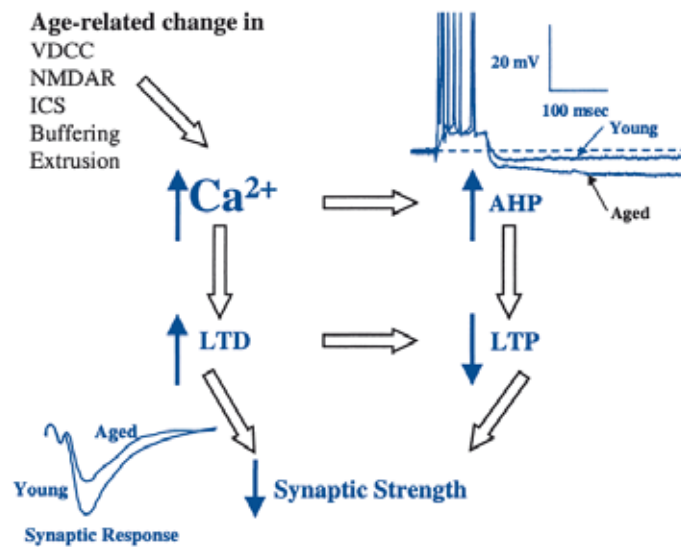 Age-related change in
VDCC
NMDAR
ICS
Buffering
Extrusion
20 mV
100 msec
Young
Aged
Ca²⁺
AHP
LTD
LTP
Aged
Young
Synaptic Response
Synaptic Strength